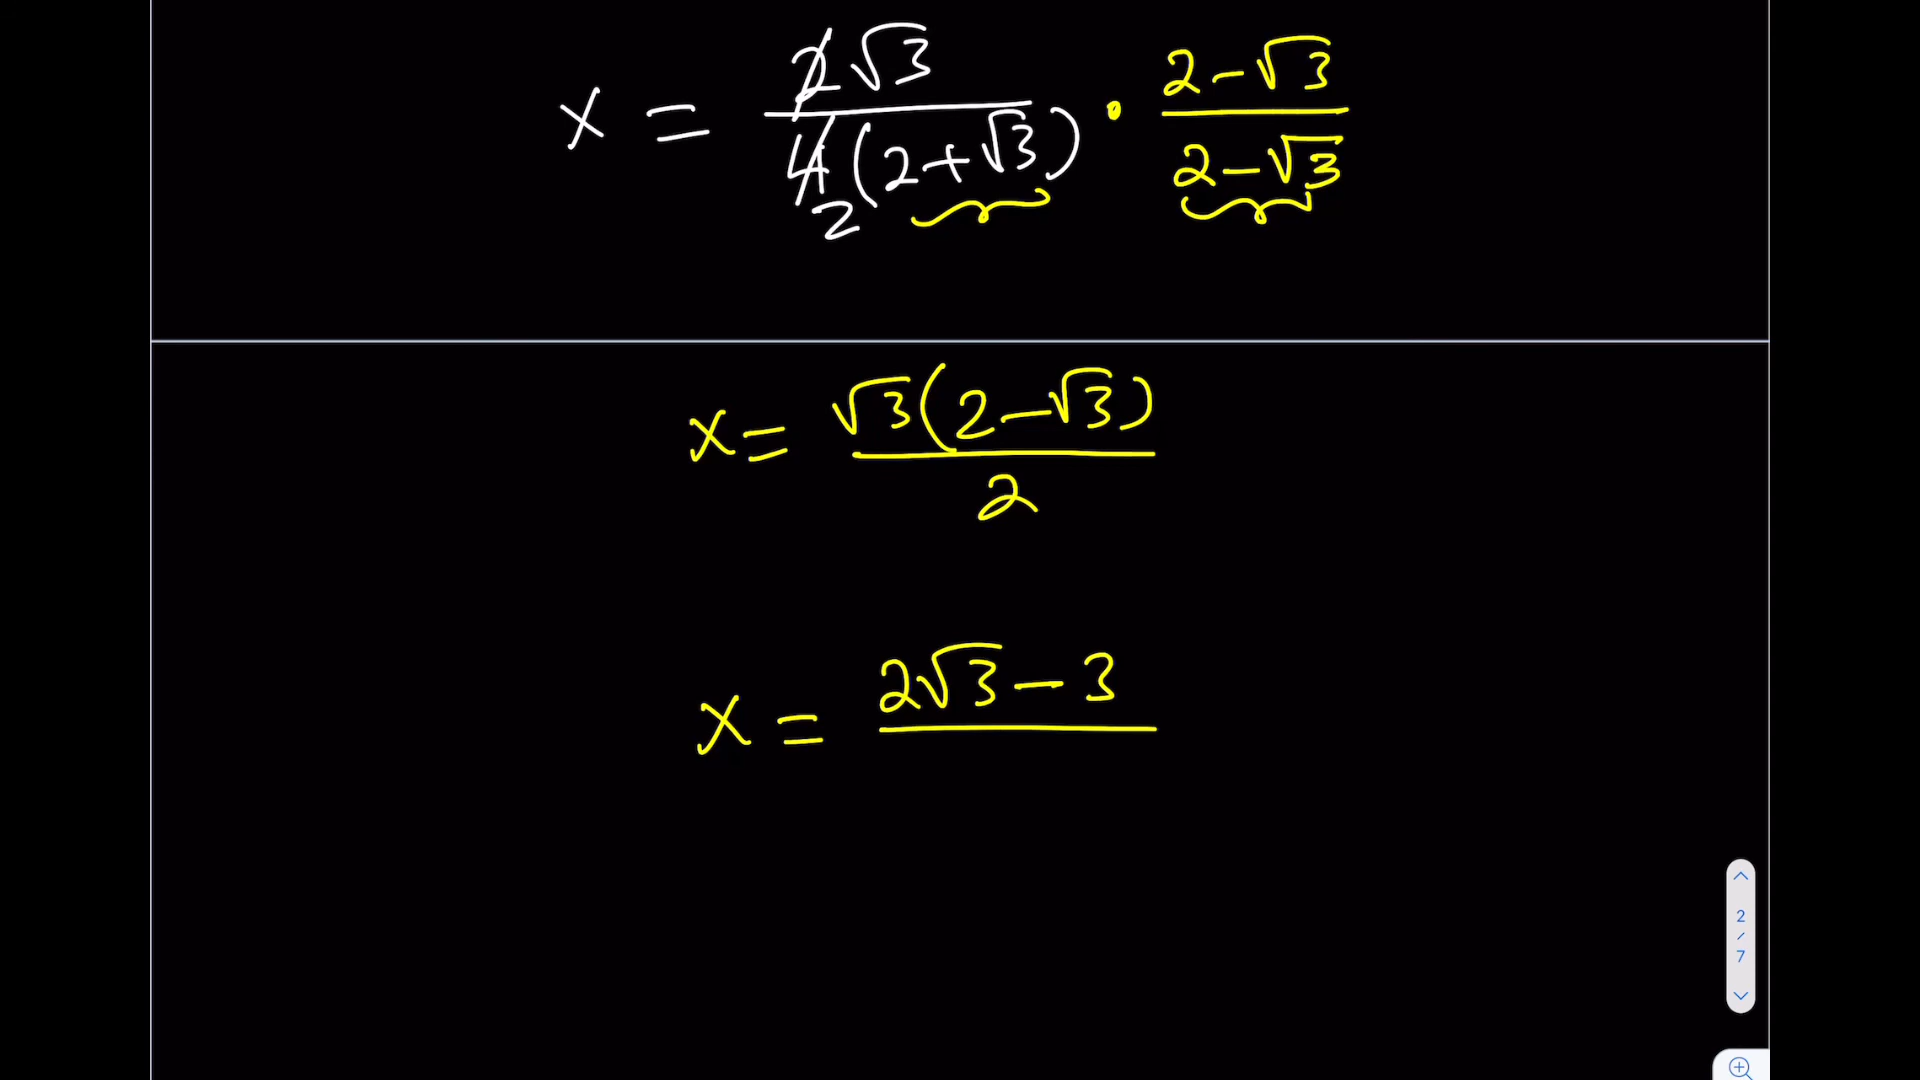 x = 2√3 / 4(2+√3) · 2-√3 / 2-√3
2
x = √3(2-√3) / 2
x = 2√3 - 3
2
/
7